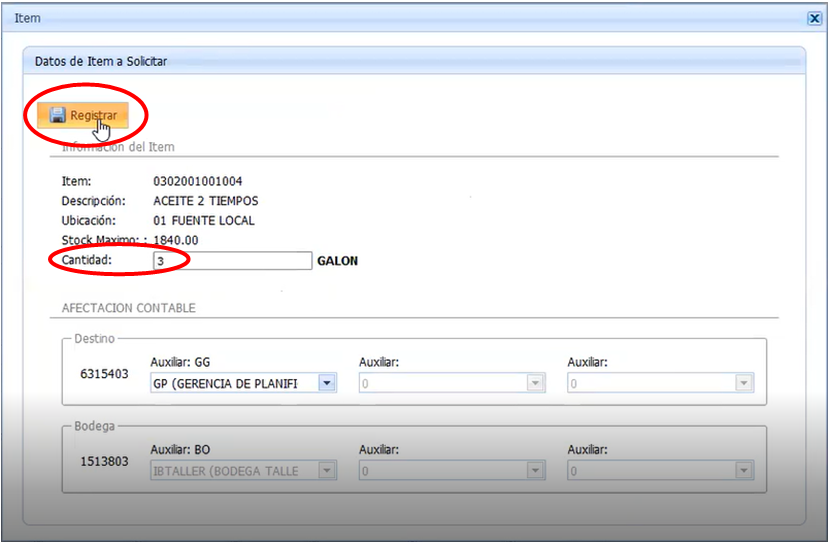 Item
Datos de Item a Solicitar
Registrar
Información del Item
Item: 0302001001004
Descripción: ACEITE 2 TIEMPOS
Ubicación: 01 FUENTE LOCAL
Stock Maximo: : 1840.00
Cantidad: 3 GALON
AFECTACION CONTABLE
Destino
Auxiliar: GG Auxiliar: Auxiliar:
6315403 GP (GERENCIA DE PLANIFI 0 0
Bodega
Auxiliar: BO Auxiliar: Auxiliar:
1513803 IBTALLER (BODEGA TALLE 0 0